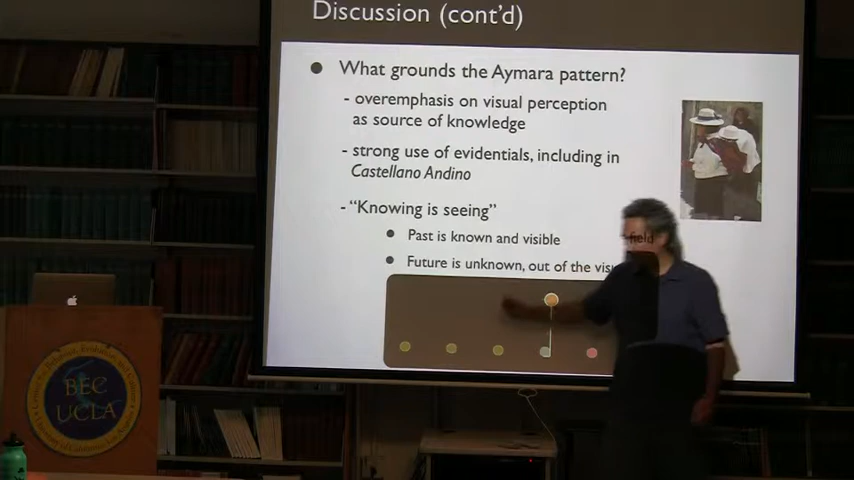 Discussion (cont'd)
What grounds the Aymara pattern?
- overemphasis on visual perception
as source of knowledge
- strong use of evidentials, including in
Castellano Andino
- "Knowing is seeing"
Past is known and visible
Future is unknown, out of the visu
field
BEC
UCLA